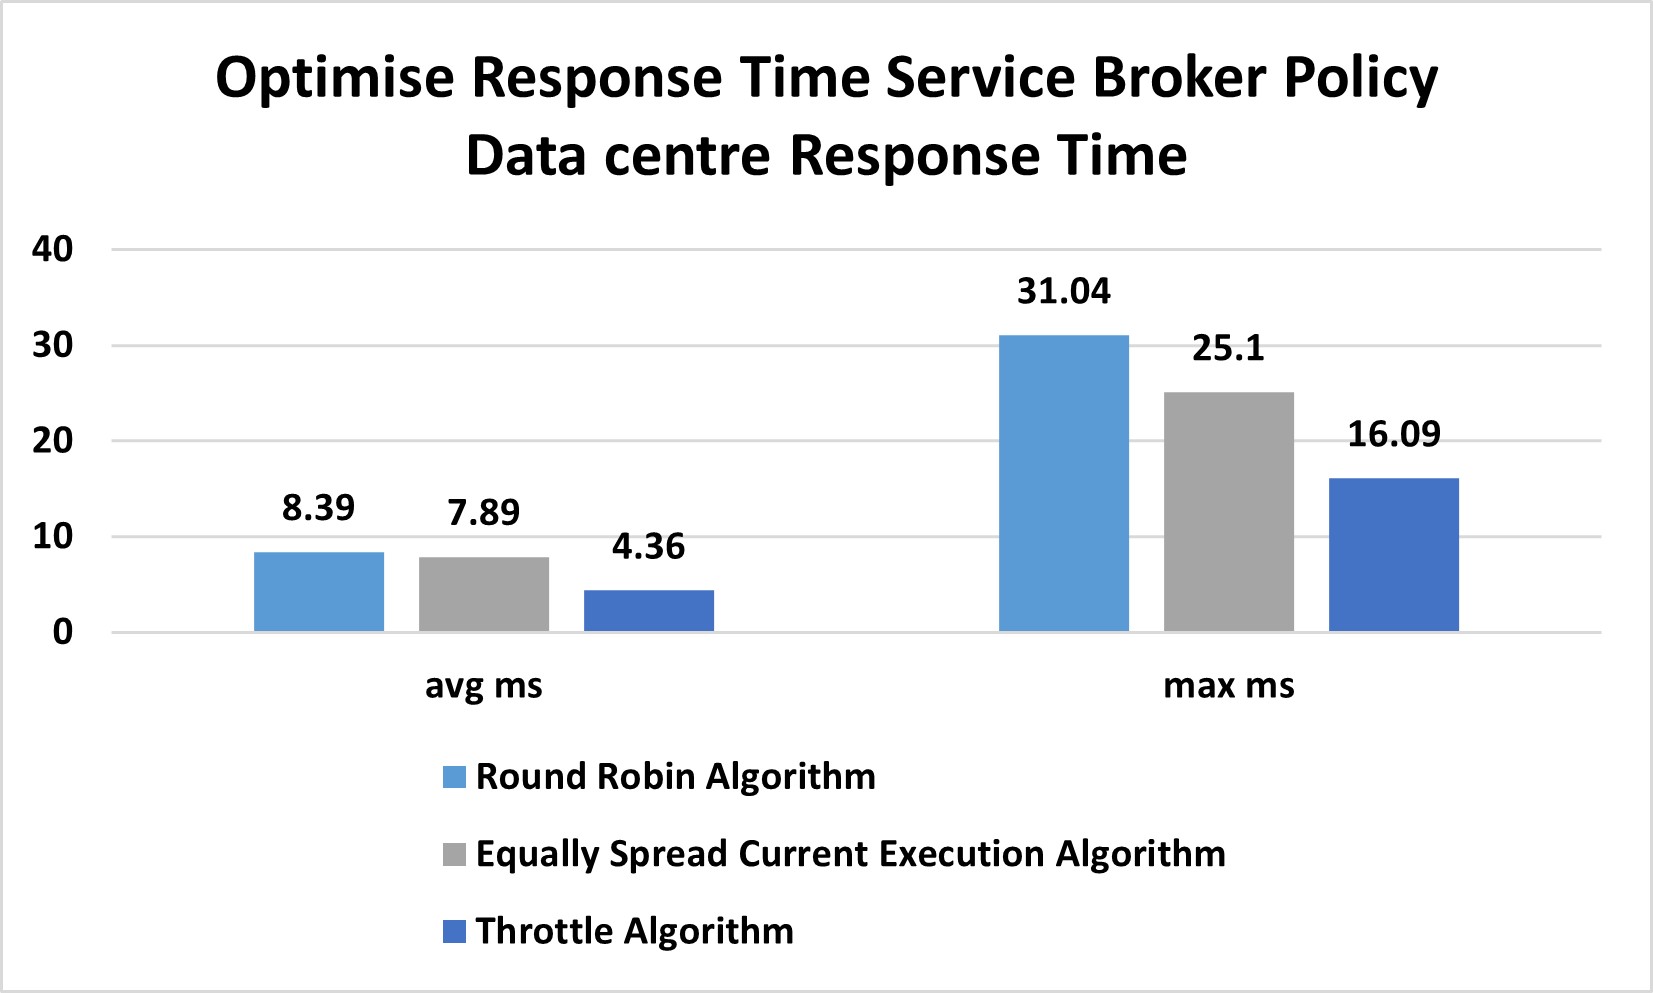 Optimise Response Time Service Broker Policy
Data centre Response Time
40
30
20
10
0
8.39
7.89
4.36
31.04
25.1
16.09
avg ms
max ms
Round Robin Algorithm
Equally Spread Current Execution Algorithm
Throttle Algorithm